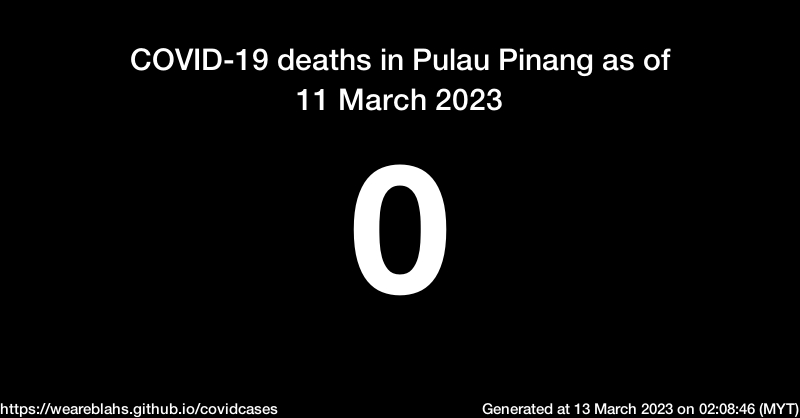 COVID-19 deaths in Pulau Pinang as of
11 March 2023
0
https://weareblahs.github.io/covidcases
Generated at 13 March 2023 on 02:08:46 (MYT)